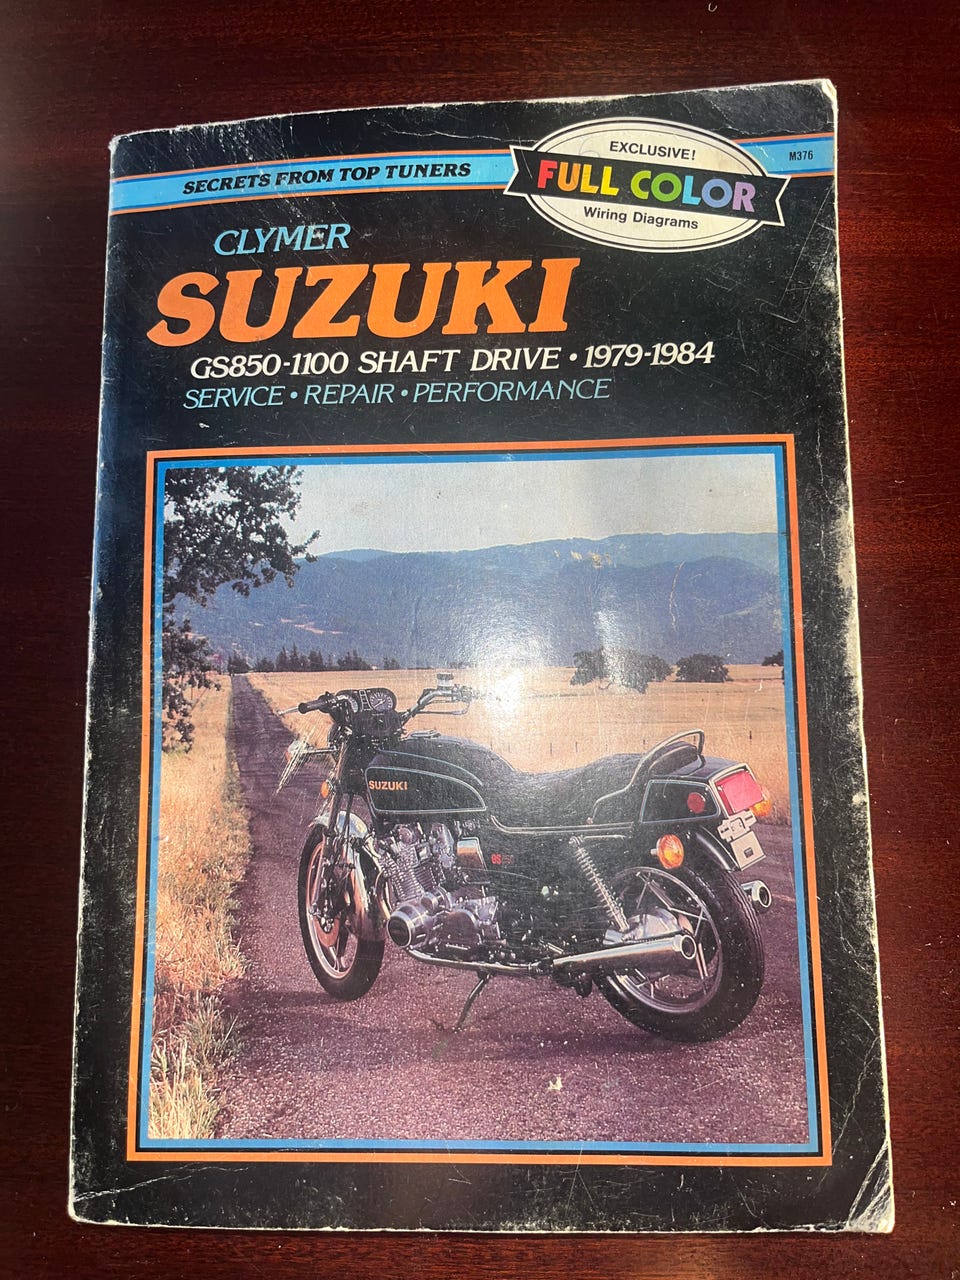 SECRETS FROM TOP TUNERS
EXCLUSIVE!
FULL COLOR
Wiring Diagrams
M376
CLYMER
SUZUKI
GS850-1100 SHAFT DRIVE • 1979-1984
SERVICE • REPAIR • PERFORMANCE
SUZUKI
GS